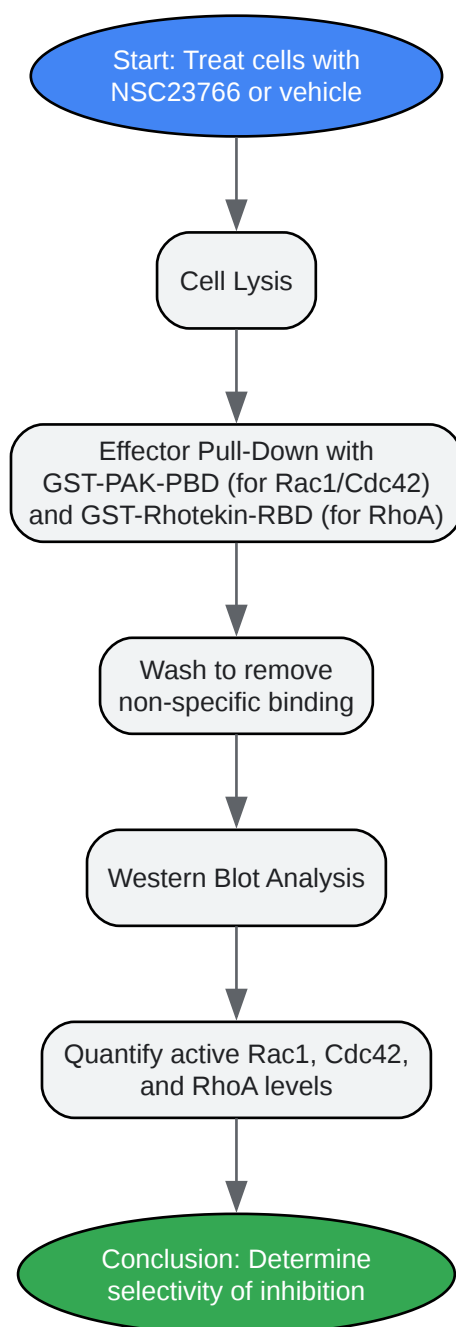 Start: Treat cells with
NSC23766 or vehicle
Cell Lysis
Effector Pull-Down with
GST-PAK-PBD (for Rac1/Cdc42)
and GST-Rhotekin-RBD (for RhoA)
Wash to remove
non-specific binding
Western Blot Analysis
Quantify active Rac1, Cdc42,
and RhoA levels
Conclusion: Determine
selectivity of inhibition